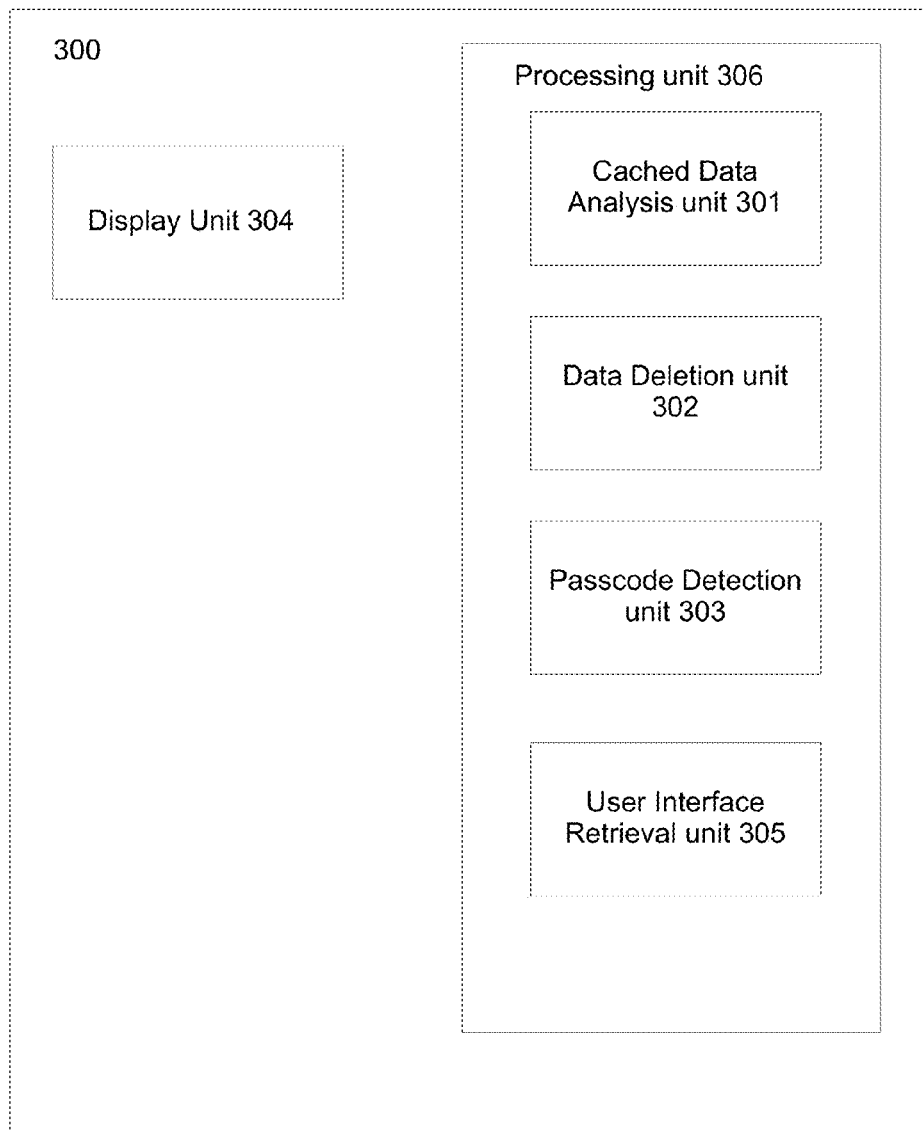 300
Processing unit 306
Display Unit 304
Cached Data
Analysis unit 301
Data Deletion unit
302
Passcode Detection
unit 303
User Interface
Retrieval unit 305